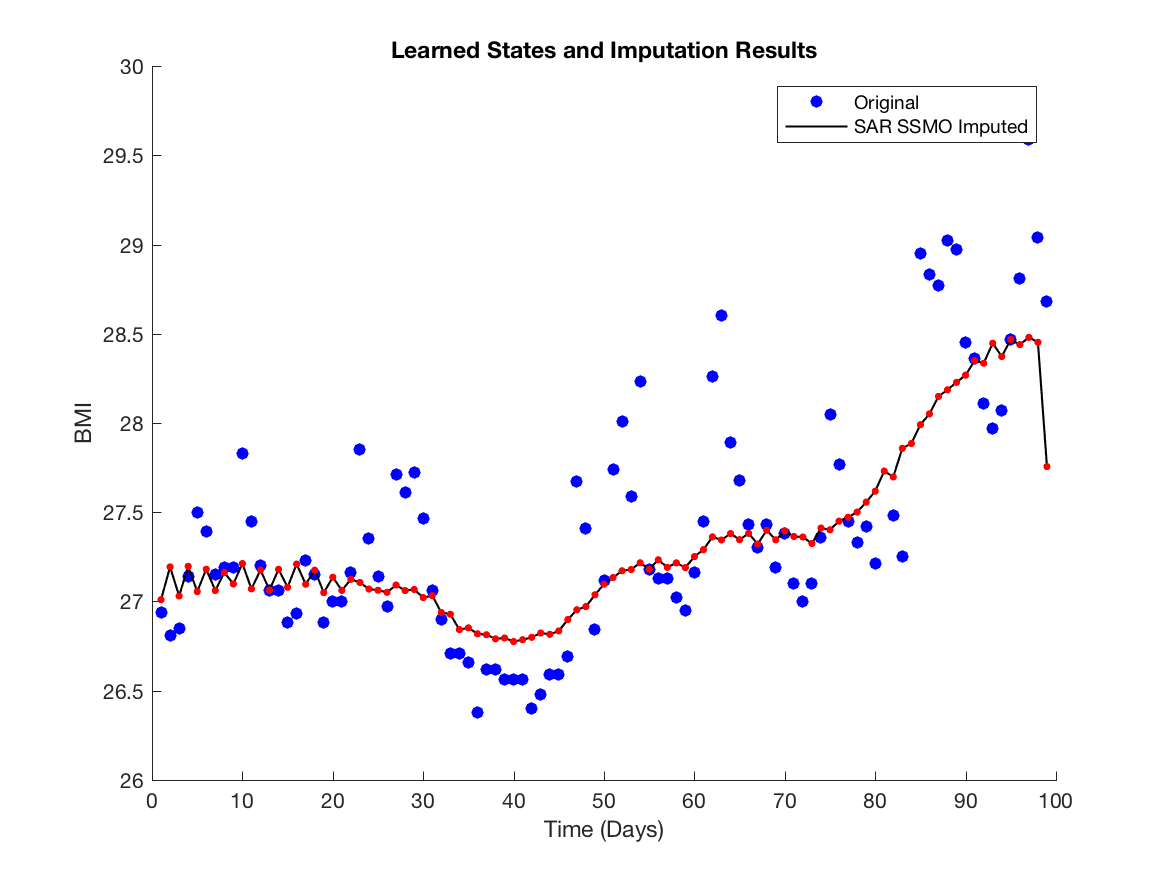 Learned States and Imputation Results
Original
SAR SSMO Imputed
30
29.5
29
28.5
28
27.5
27
26.5
26
BMI
0 10 20 30 40 50 60 70 80 90 100
Time (Days)